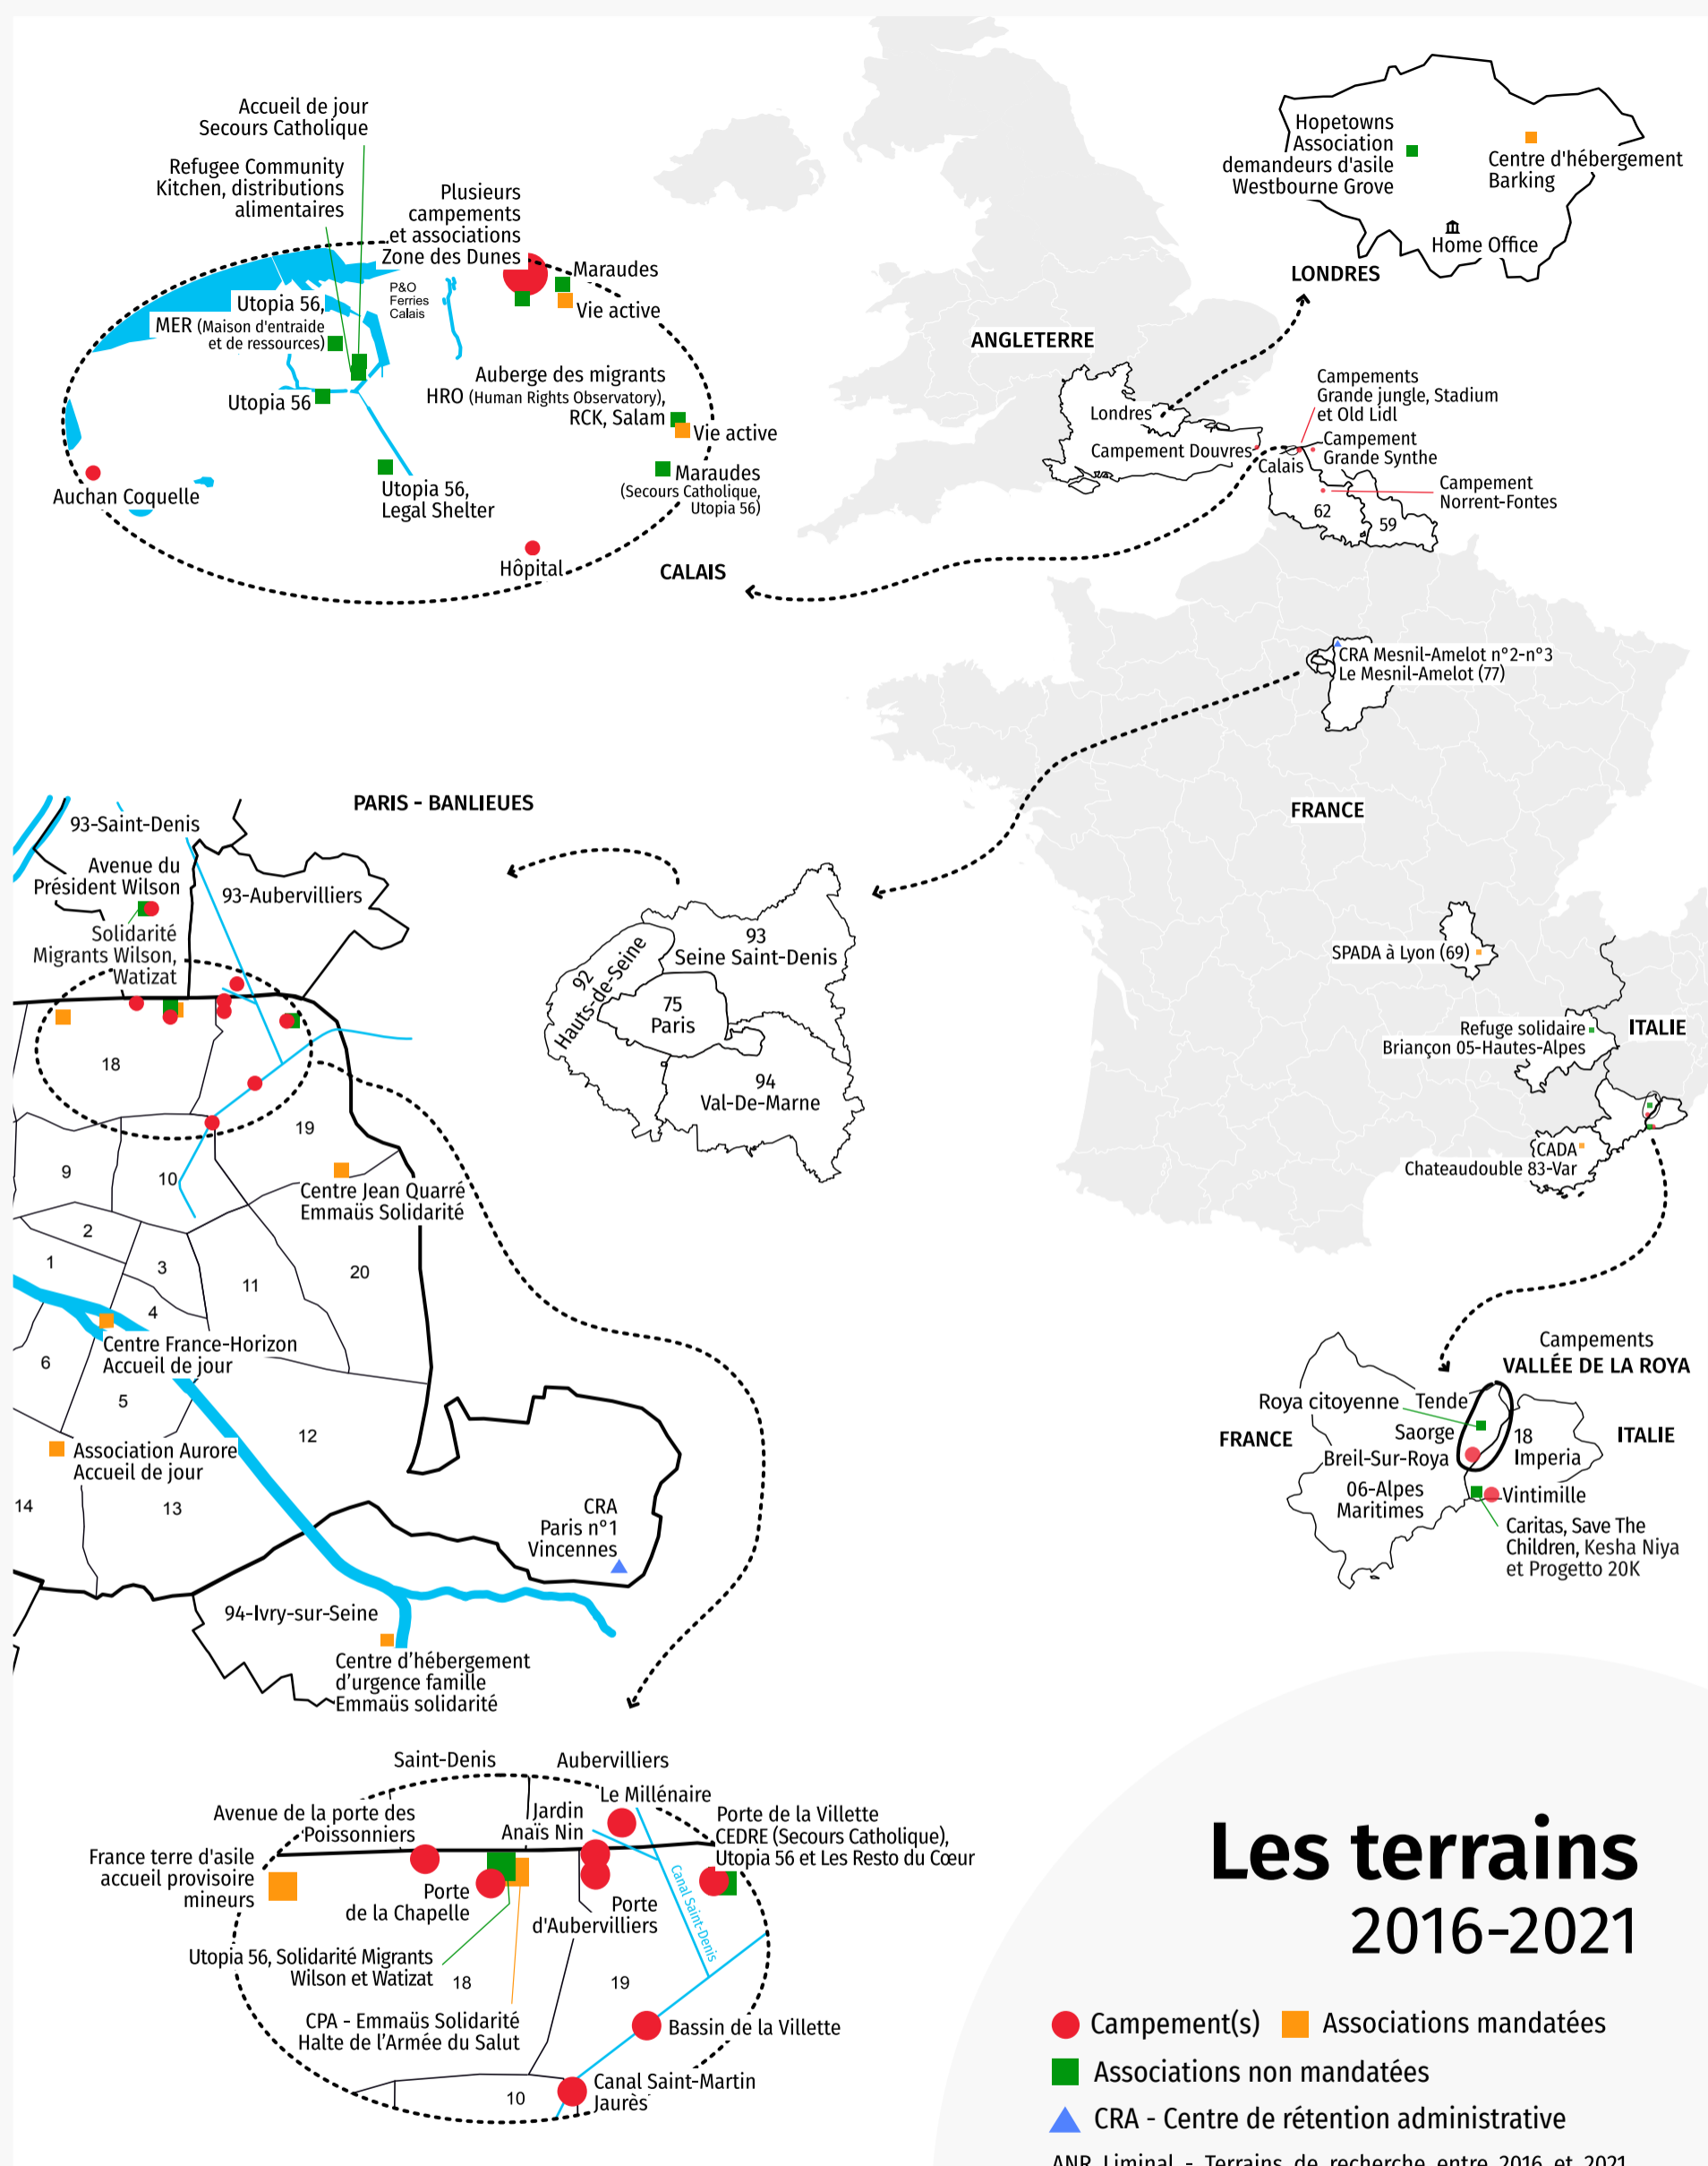 Accueil de jour
Secours Catholique
Refugee Community
Kitchen, distributions
alimentaires
Plusieurs
campements
et associations
Zone des Dunes
Maraudes
Vie active
P&O
Ferries
Calais
Utopia 56,
MER (Maison d'entraide
et de ressources)
Utopia 56
Auberge des migrants
HRO (Human Rights Observatory),
RCK, Salam
Vie active
Maraudes
(Secours Catholique,
Utopia 56)
Auchan Coquelle
Utopia 56,
Legal Shelter
Hôpital
CALAIS
Hopetowns
Association
demandeurs d'asile
Westbourne Grove
Centre d'hébergement
Barking
Home Office
LONDRES
ANGLETERRE
Londres
Campement Douvres
Campements
Grande jungle, Stadium
et Old Lidl
Campement
Grande Synthe
Calais
Campement
Norrent-Fontes
62
59
CRA Mesnil-Amelot n°2-n°3
Le Mesnil-Amelot (77)
FRANCE
SPADA à Lyon (69)
Refuge solidaire
Briançon 05-Hautes-Alpes
ITALIE
CADA
Chateaudouble 83-Var
PARIS - BANLIEUES
93-Saint-Denis
Avenue du
Président Wilson
93-Aubervilliers
Solidarité
Migrants Wilson,
Watizat
18
19
9
10
Centre Jean Quarré
Emmaüs Solidarité
2
1
3
11
20
4
Centre France-Horizon
Accueil de jour
6
5
12
Association Aurore
Accueil de jour
14
13
CRA
Paris n°1
Vincennes
94-Ivry-sur-Seine
Centre d’hébergement
d’urgence famille
Emmaüs solidarité
93
Seine Saint-Denis
92
Hauts-de-Seine
75
Paris
94
Val-De-Marne
Campements
VALLÉE DE LA ROYA
Roya citoyenne
Tende
Saorge
FRANCE
18
Imperia
ITALIE
Breil-Sur-Roya
06-Alpes
Maritimes
Vintimille
Caritas, Save The
Children, Kesha Niya
et Progetto 20K
Saint-Denis
Aubervilliers
Le Millénaire
Avenue de la porte des
Poissonniers
Jardin
Anaïs Nin
Porte de la Villette
CEDRE (Secours Catholique),
Utopia 56 et Les Resto du Cœur
France terre d'asile
accueil provisoire
mineurs
Porte
de la Chapelle
Porte
d'Aubervilliers
Canal Saint-Denis
Utopia 56, Solidarité Migrants
Wilson et Watizat
18
19
CPA - Emmaüs Solidarité
Halte de l’Armée du Salut
Bassin de la Villette
10
Canal Saint-Martin
Jaurès
Les terrains
2016-2021
Campement(s)
Associations mandatées
Associations non mandatées
CRA - Centre de rétention administrative
ANR Liminal - Terrains de recherche entre 2016 et 2021